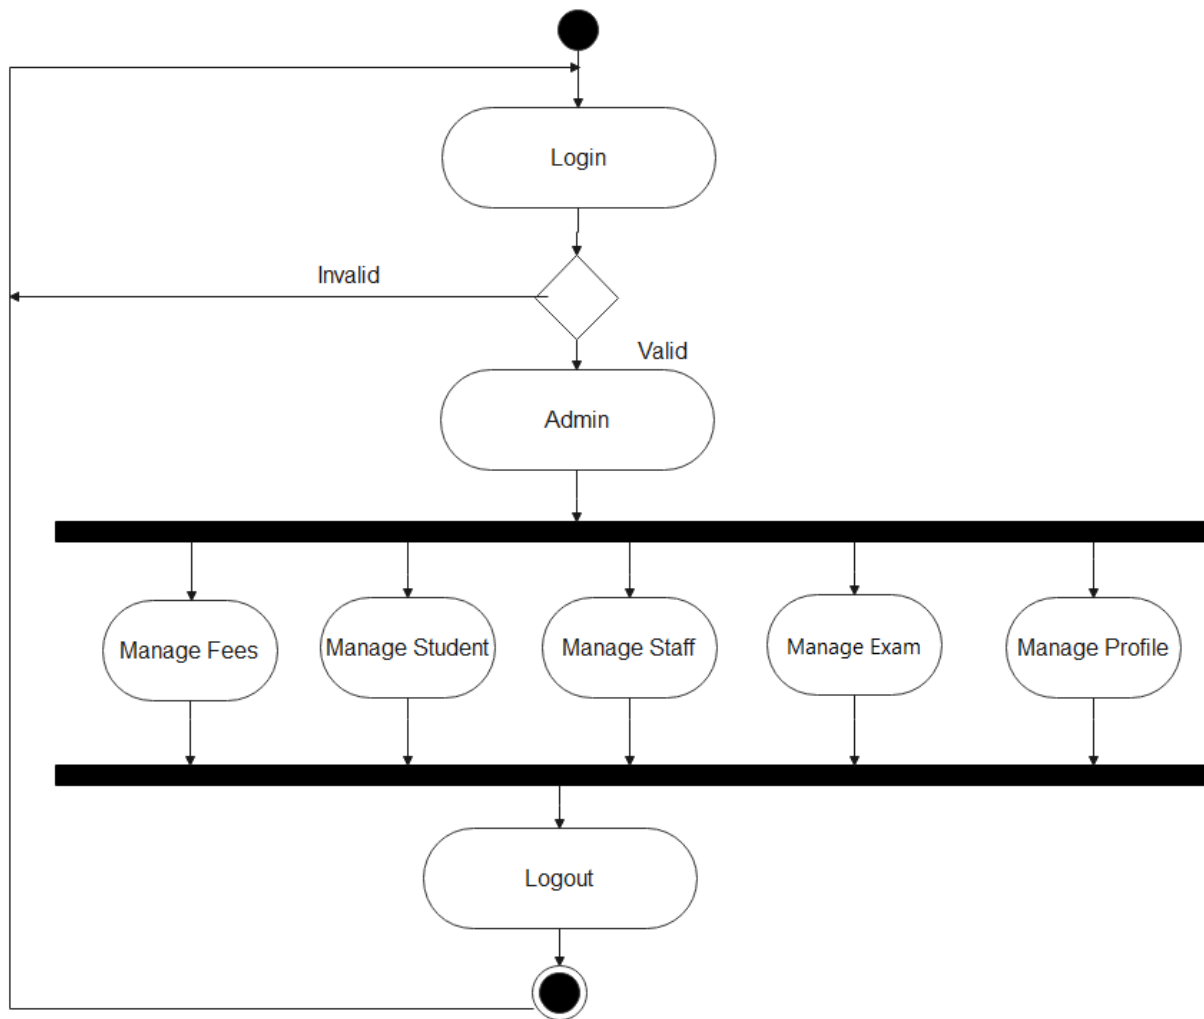 Login
Invalid
Valid
Admin
Manage Fees
Manage Student
Manage Staff
Manage Exam
Manage Profile
Logout